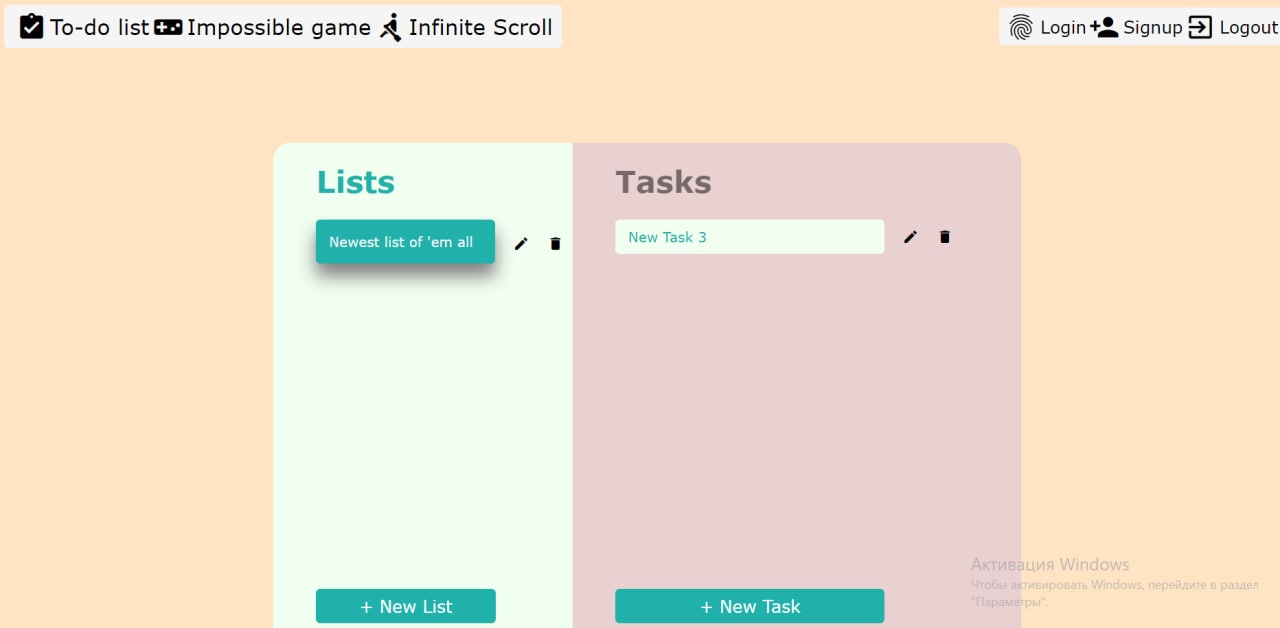 To-do list Impossible game Infinite Scroll Login Signup Logout
Lists Tasks
Newest list of 'em all New Task 3
Активация Windows
Чтобы активировать Windows, перейдите в раздел
"Параметры".
+ New List + New Task